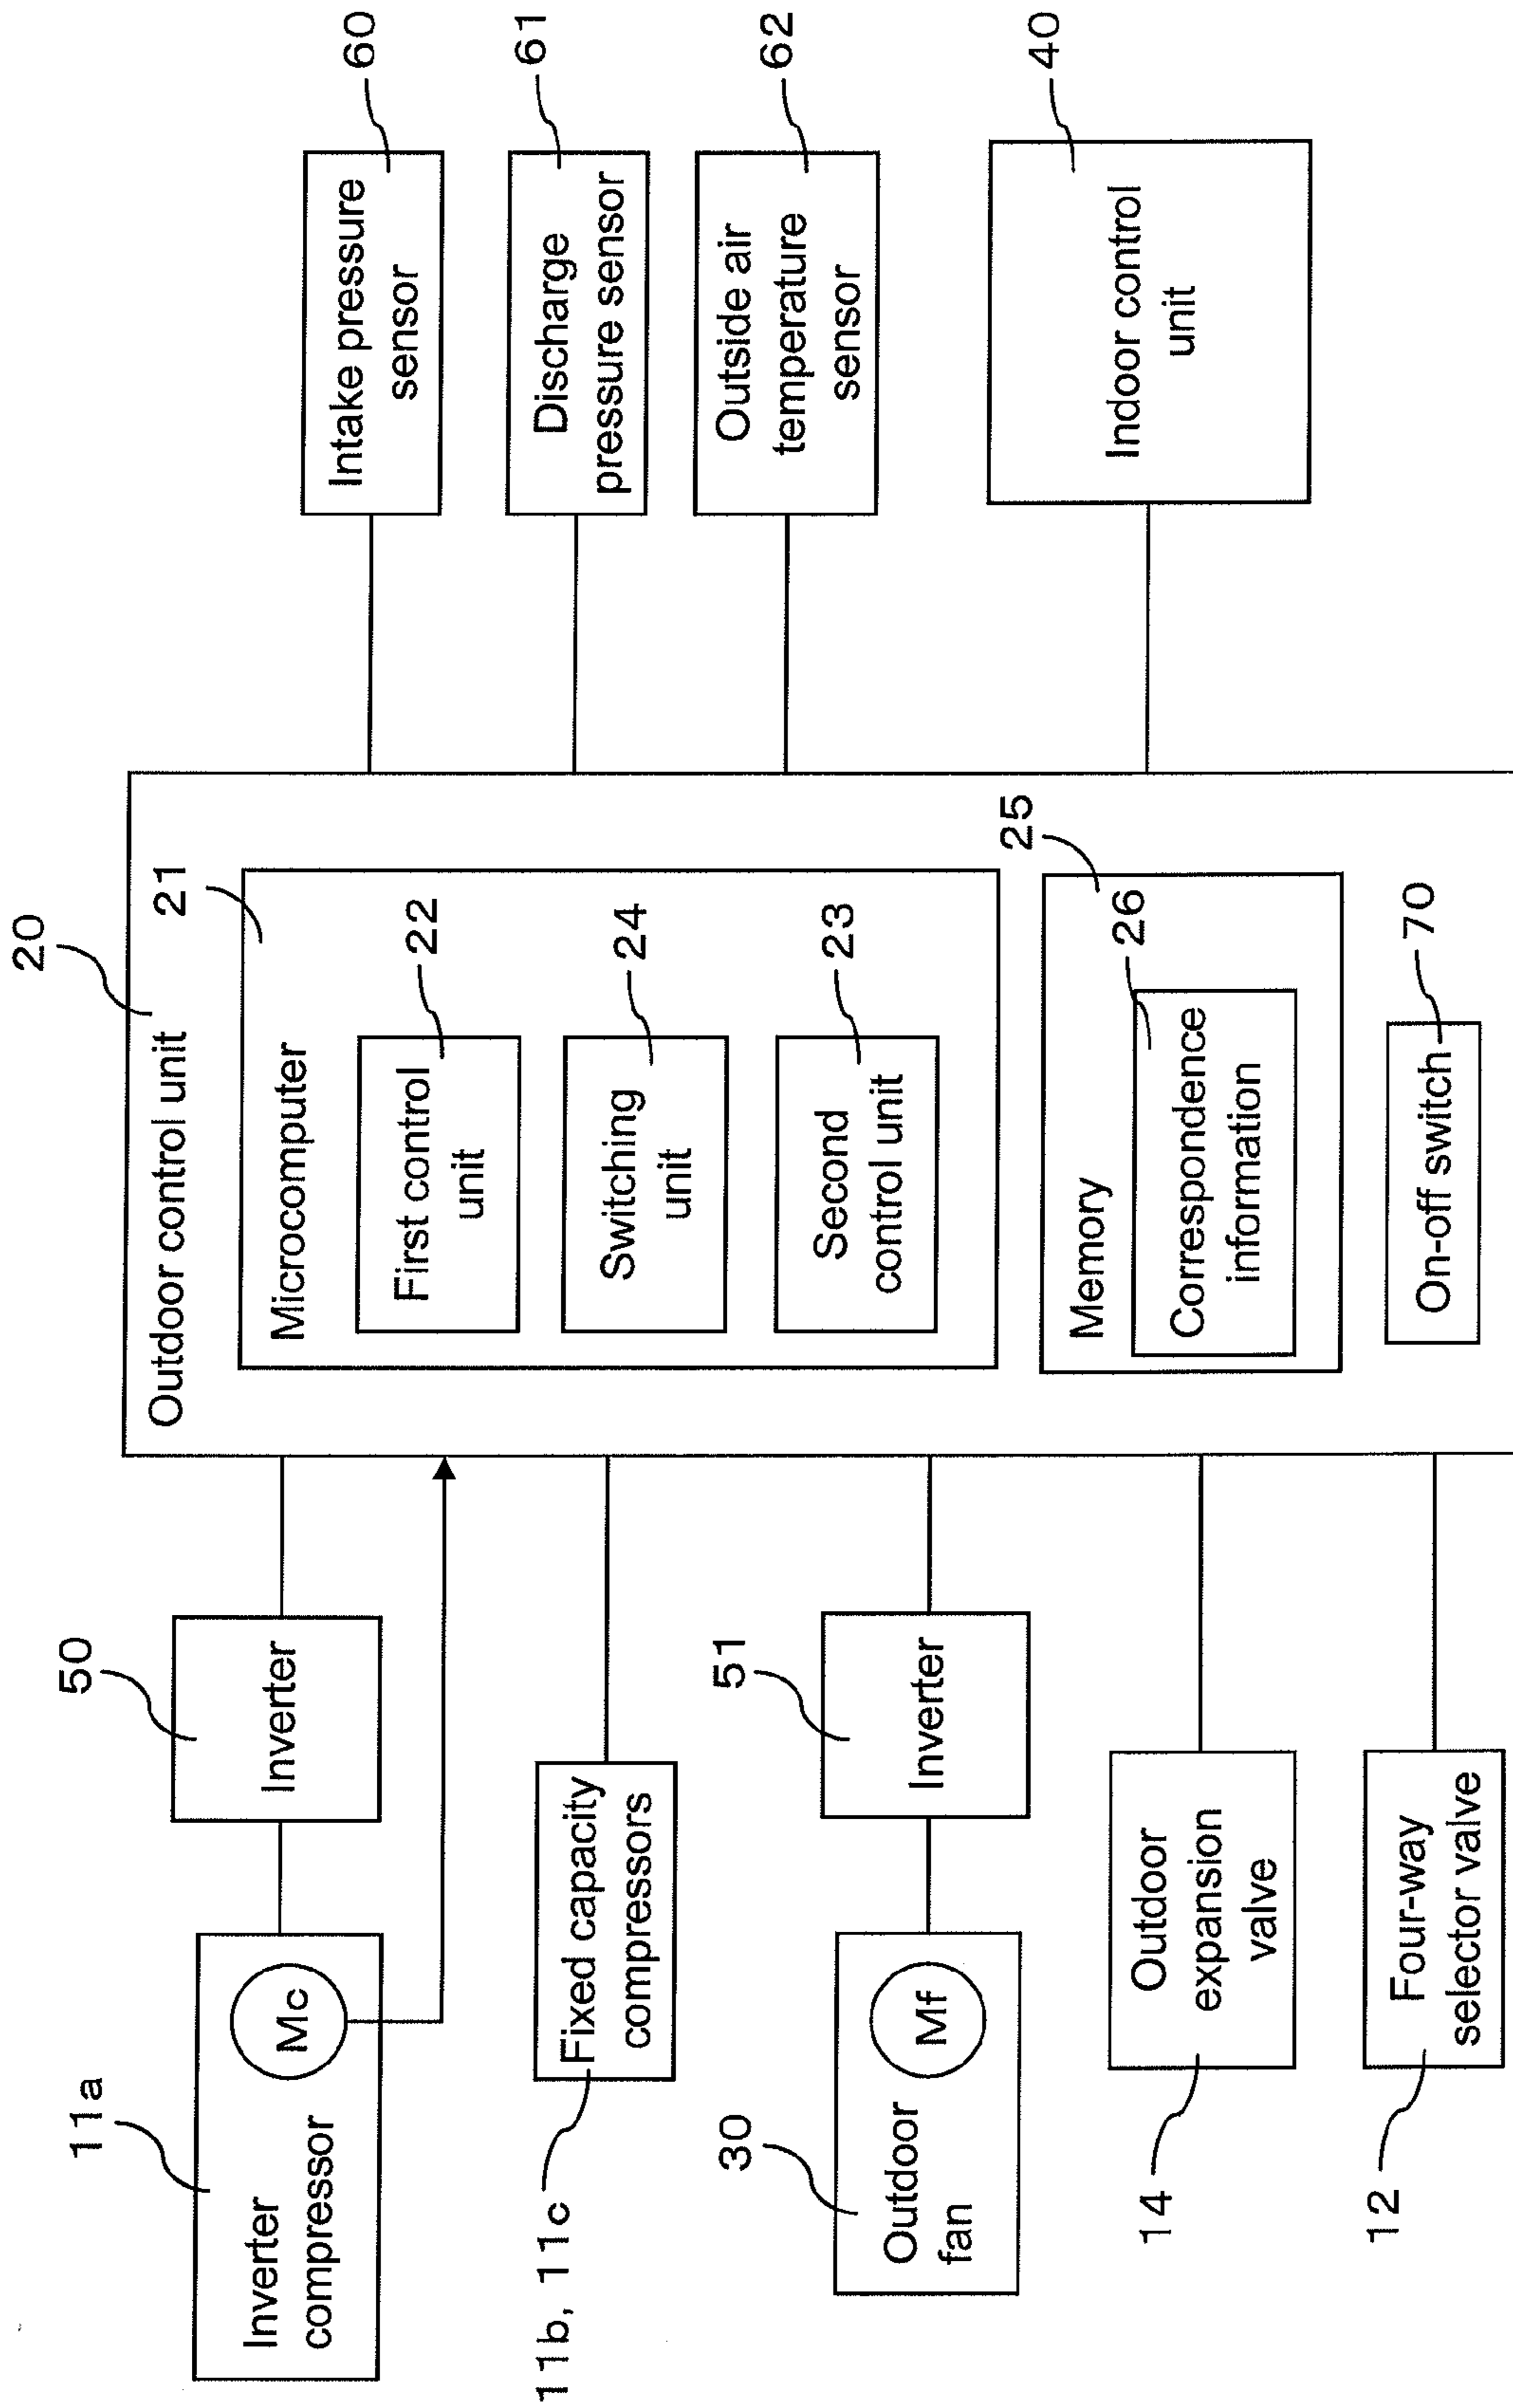 20
Outdoor control unit
21
Microcomputer
22
First control
unit
24
Switching
unit
23
Second
control unit
25
Memory
26
Correspondence
information
70
On-off switch
11a
Inverter
compressor
Mc
50
Inverter
11b, 11c
Fixed capacity
compressors
30
Outdoor
fan
Mf
51
Inverter
14
Outdoor
expansion
valve
12
Four-way
selector valve
60
Intake pressure
sensor
61
Discharge
pressure sensor
62
Outside air
temperature
sensor
40
Indoor control
unit